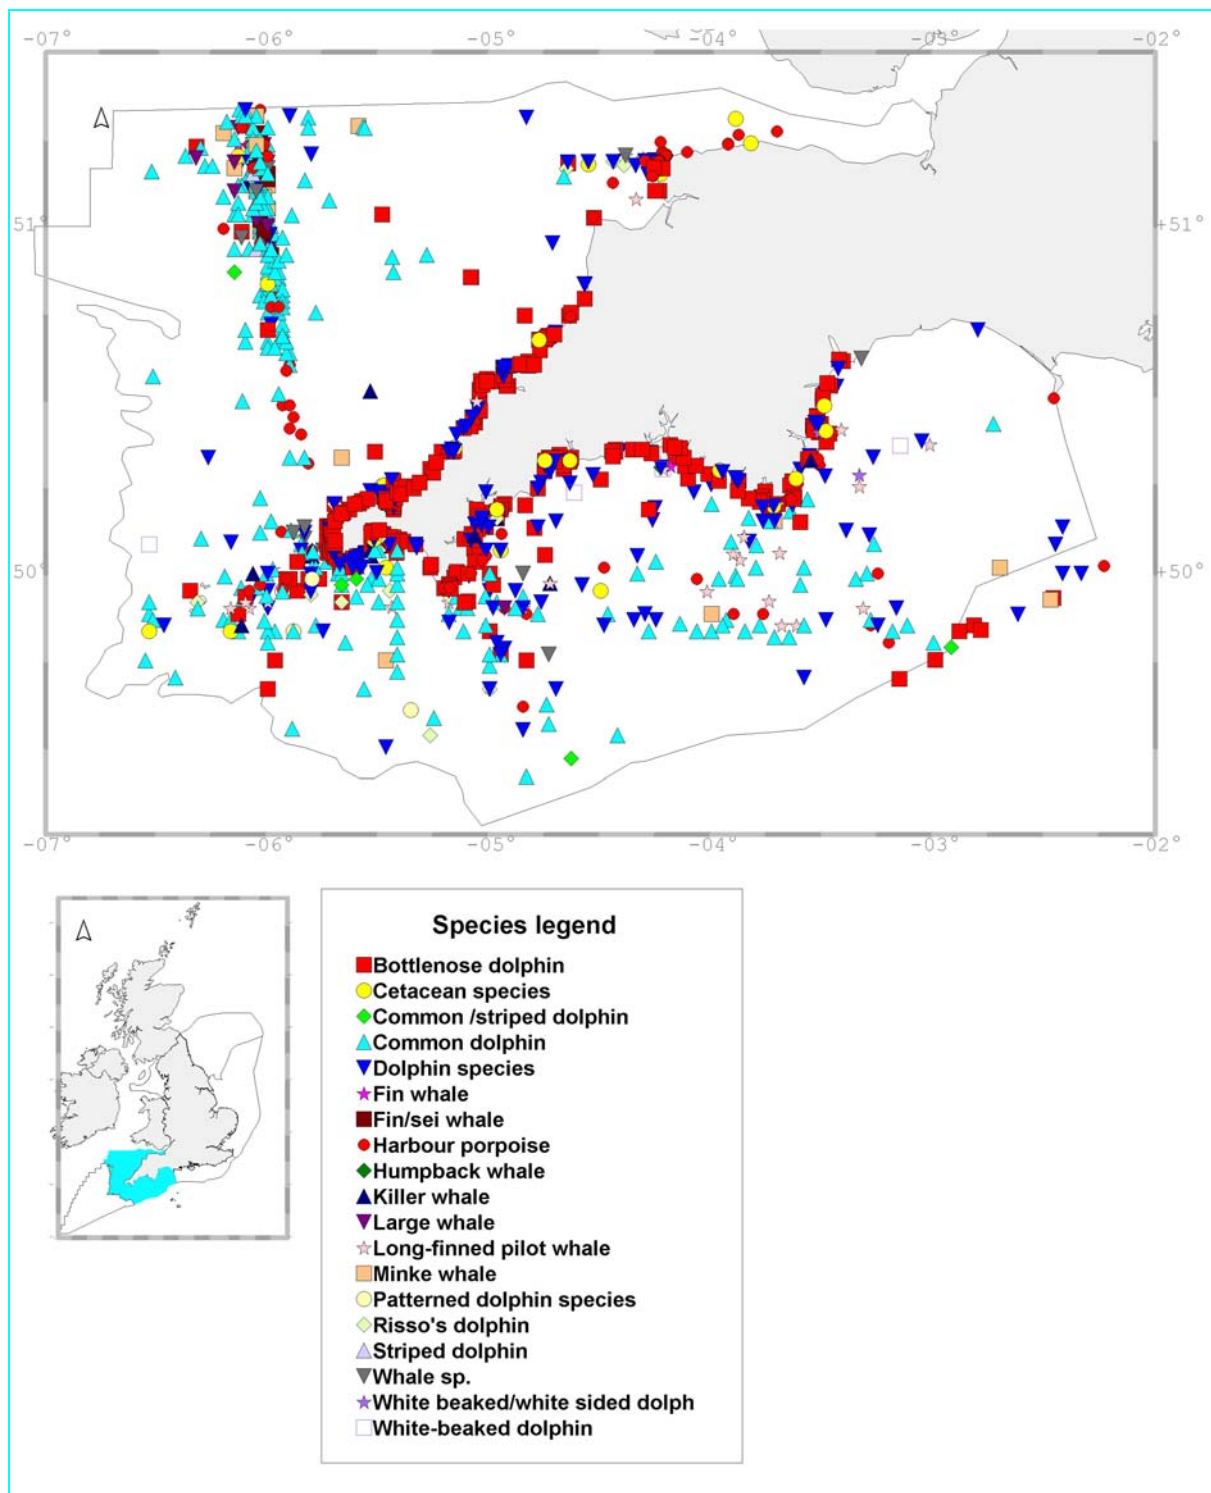 -07° -06° -05° -04° -03° -02°
51° +51°
50° +50°
-07° -06° -05° -04° -03° -02°
Species legend
Bottlenose dolphin
Cetacean species
Common /striped dolphin
Common dolphin
Dolphin species
Fin whale
Fin/sei whale
Harbour porpoise
Humpback whale
Killer whale
Large whale
Long-finned pilot whale
Minke whale
Patterned dolphin species
Risso's dolphin
Striped dolphin
Whale sp.
White beaked/white sided dolph
White-beaked dolphin